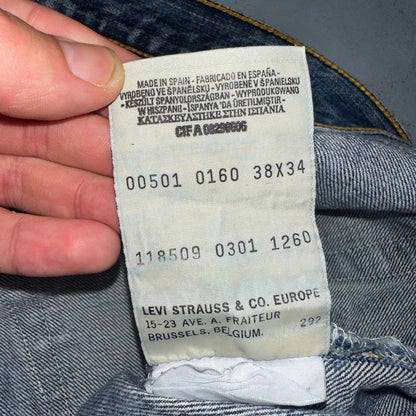 MADE IN SPAIN - FABRICADO EN ESPAÑA
VYROBENO VE ŠPANĚLSKU - VYROBENÉ V ŠPANIELSKU
KÉSZÜLT SPANYOLORSZÁGBAN - WYPRODUKOWANO
W HISZPANII - İSPANYA'DA ÜRETİLMİŞTİR
ΚΑΤΑΣΚΕΥΑΣΤΗΚΕ ΣΤΗΝ ΙΣΠΑΝΙΑ
CIF A 08290606
00501 0160 38X34
118509 0301 1260
LEVI STRAUSS & CO. EUROPE
15-23 AVE. A. FRAITEUR
BRUSSELS, BELGIUM. 292